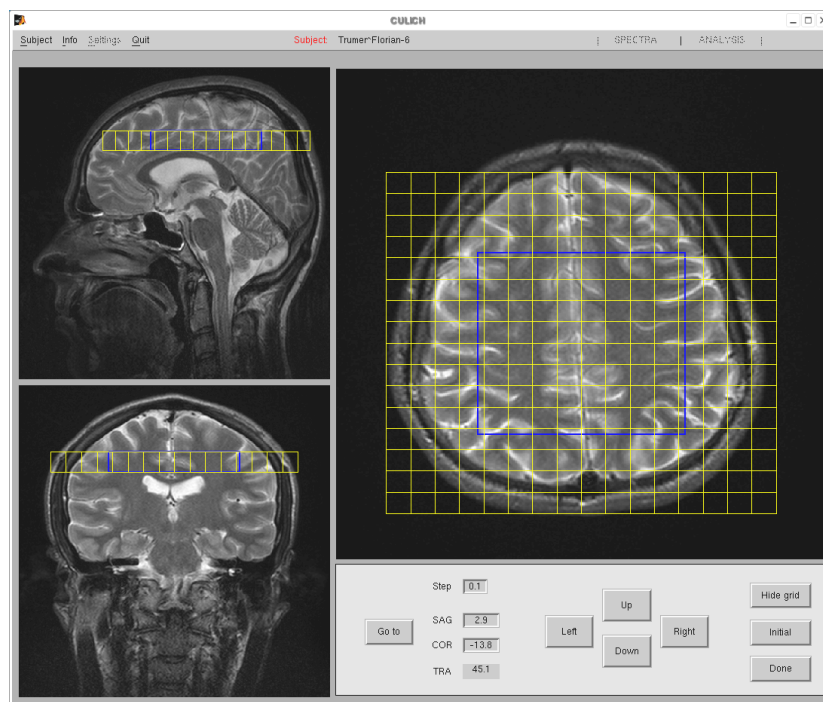 CULICH
Subject Info Settings Quit Subject Trumer^Florian-6 | SPECTRA | ANALYSIS |
Step 0.1
Up
Hide grid
Go to
SAG 2.9
Left
Right
Initial
COR -13.8
Down
TRA 45.1
Done